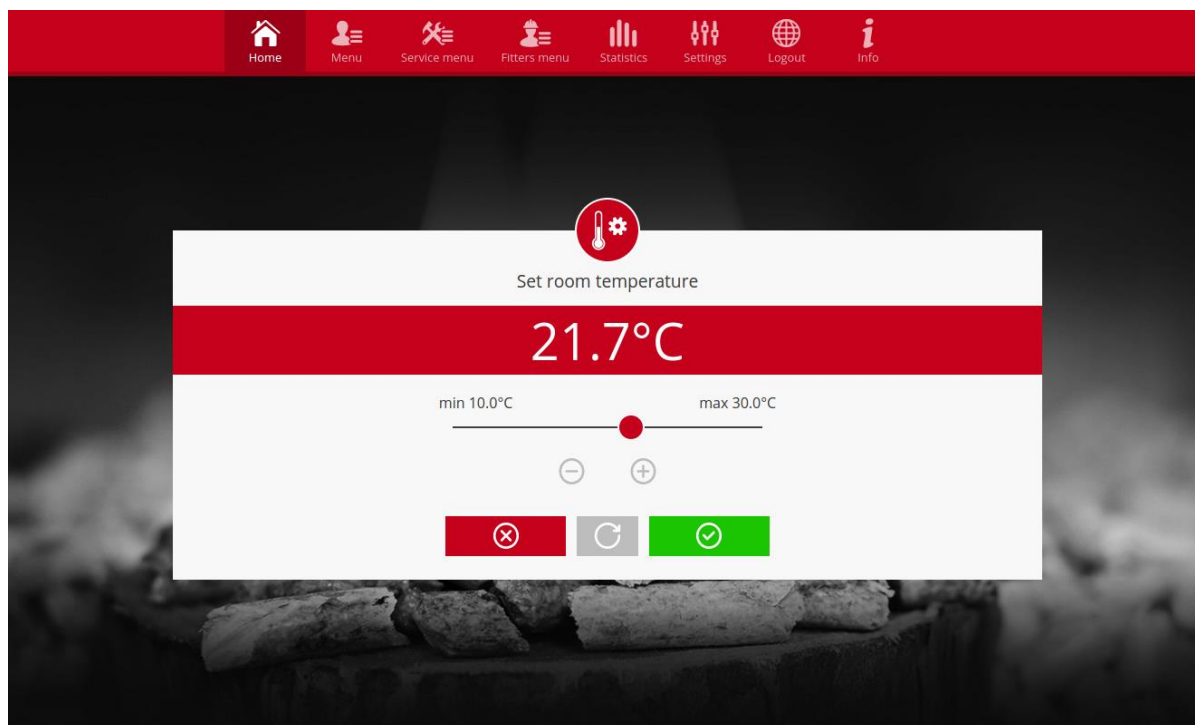 Home
Menu
Service menu
Fitters menu
Statistics
Settings
Logout
Info
Set room temperature
21.7°C
min 10.0°C
max 30.0°C